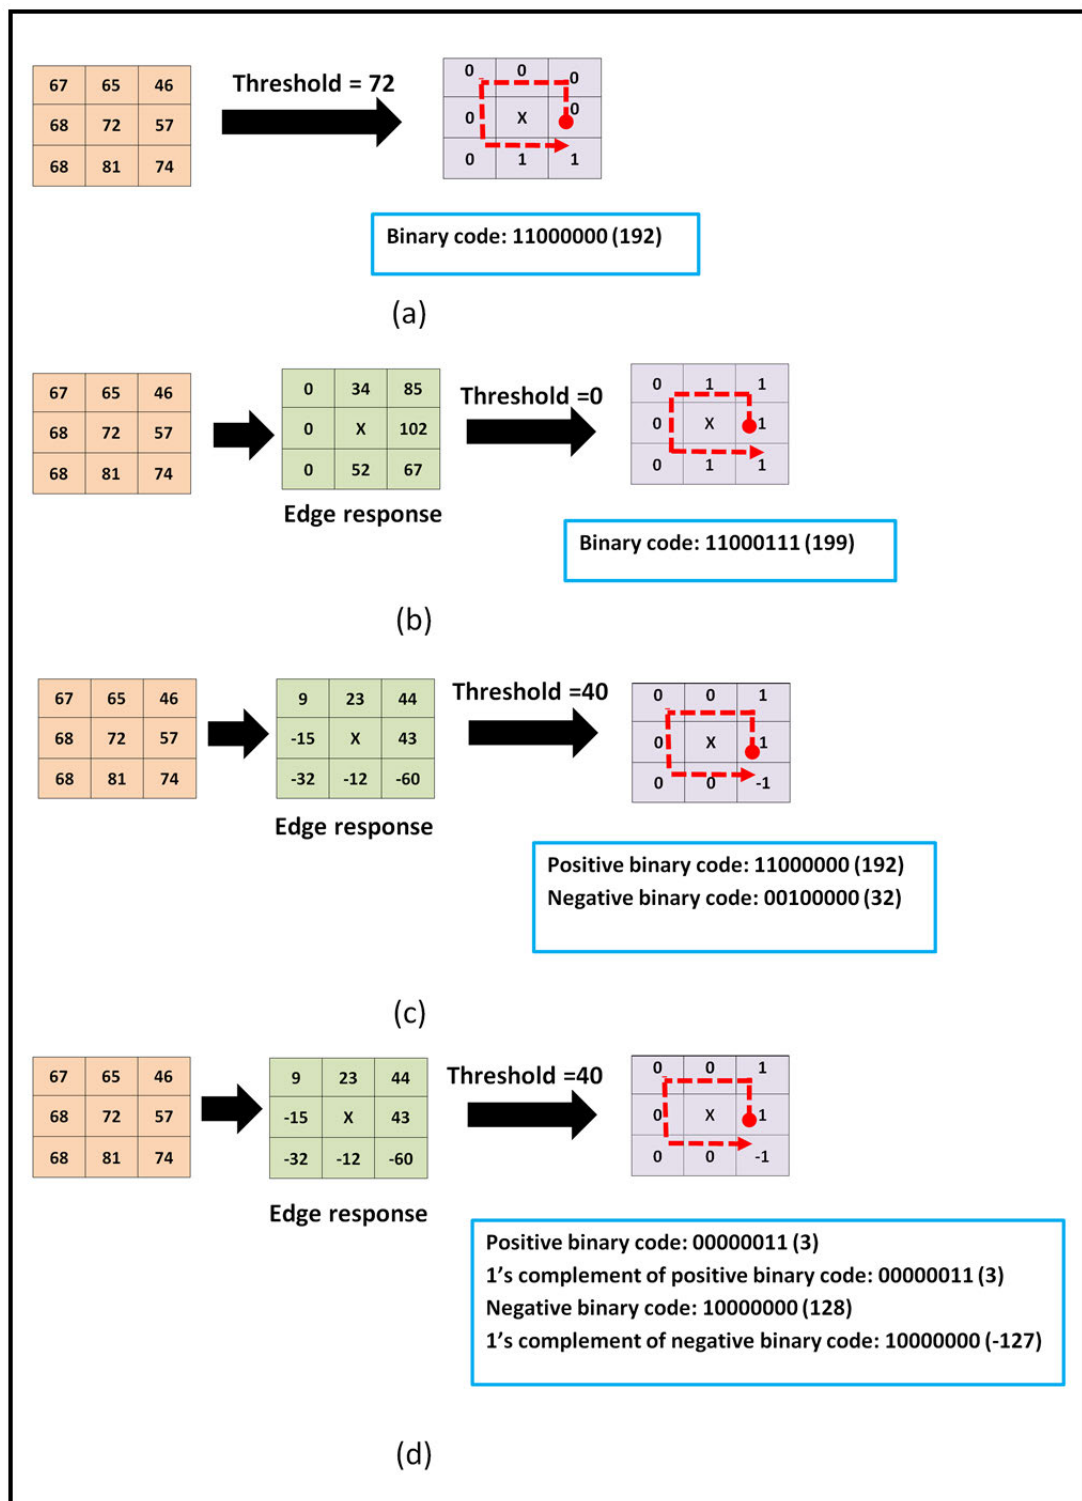 67 65 46
68 72 57
68 81 74
Threshold = 72
0 0 0
0 X 0
0 1 1
Binary code: 11000000 (192)
(a)
67 65 46
68 72 57
68 81 74
0 34 85
0 X 102
0 52 67
Edge response
Threshold =0
0 1 1
0 X 1
0 1 1
Binary code: 11000111 (199)
(b)
67 65 46
68 72 57
68 81 74
9 23 44
-15 X 43
-32 -12 -60
Edge response
Threshold =40
0 0 1
0 X 1
0 0 -1
Positive binary code: 11000000 (192)
Negative binary code: 00100000 (32)
(c)
67 65 46
68 72 57
68 81 74
9 23 44
-15 X 43
-32 -12 -60
Edge response
Threshold =40
0 0 1
0 X 1
0 0 -1
Positive binary code: 00000011 (3)
1's complement of positive binary code: 00000011 (3)
Negative binary code: 10000000 (128)
1's complement of negative binary code: 10000000 (-127)
(d)